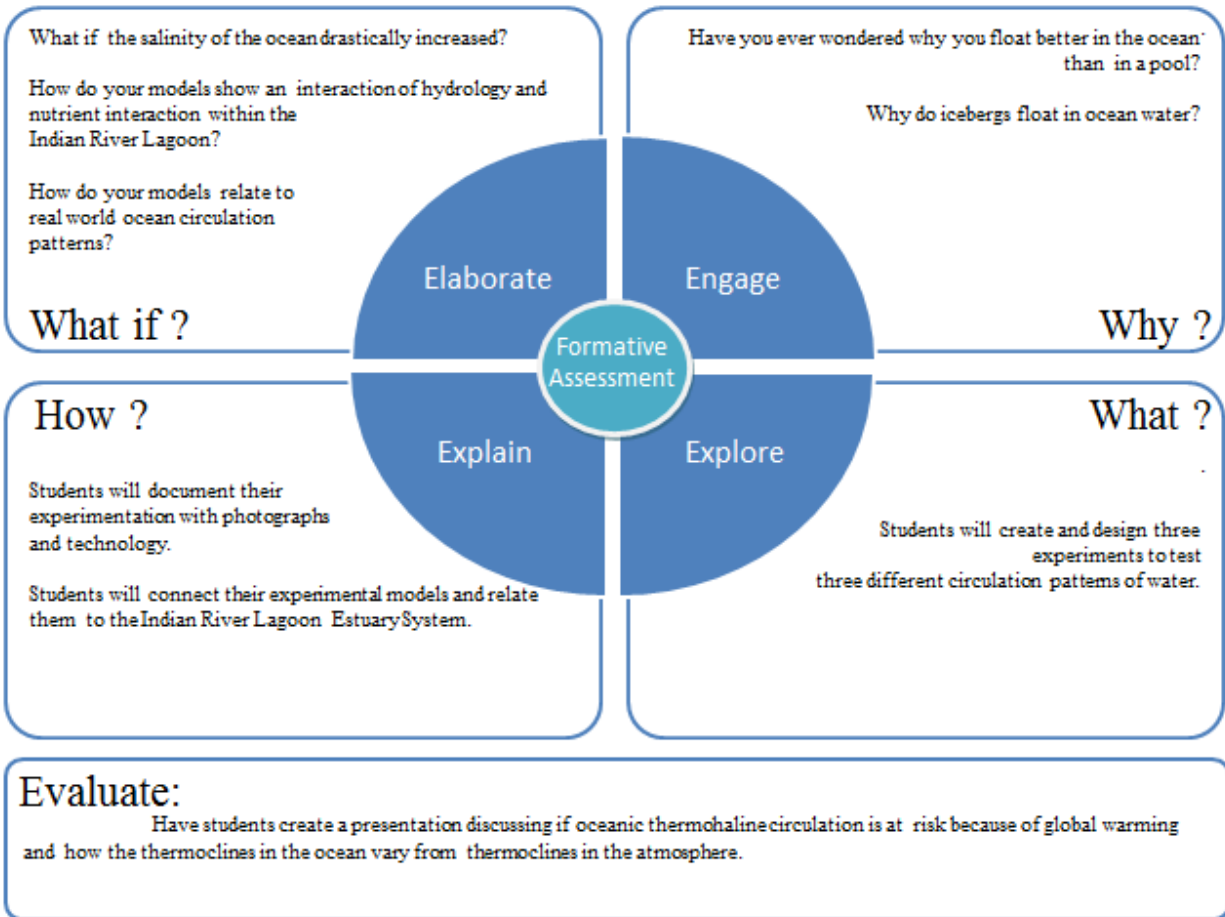 What if the salinity of the ocean drastically increased?
How do your models show an interaction of hydrology and
nutrient interaction within the
Indian River Lagoon?
How do your models relate to
real world ocean circulation
patterns?
What if ?
Have you ever wondered why you float better in the ocean
than in a pool?
Why do icebergs float in ocean water?
Why ?
Elaborate
Engage
Formative
Assessment
Explain
Explore
How ?
Students will document their
experimentation with photographs
and technology.
Students will connect their experimental models and relate
them to the Indian River Lagoon Estuary System.
What ?
.
Students will create and design three
experiments to test
three different circulation patterns of water.
Evaluate:
Have students create a presentation discussing if oceanic thermohaline circulation is at risk because of global warming
and how the thermoclines in the ocean vary from thermoclines in the atmosphere.